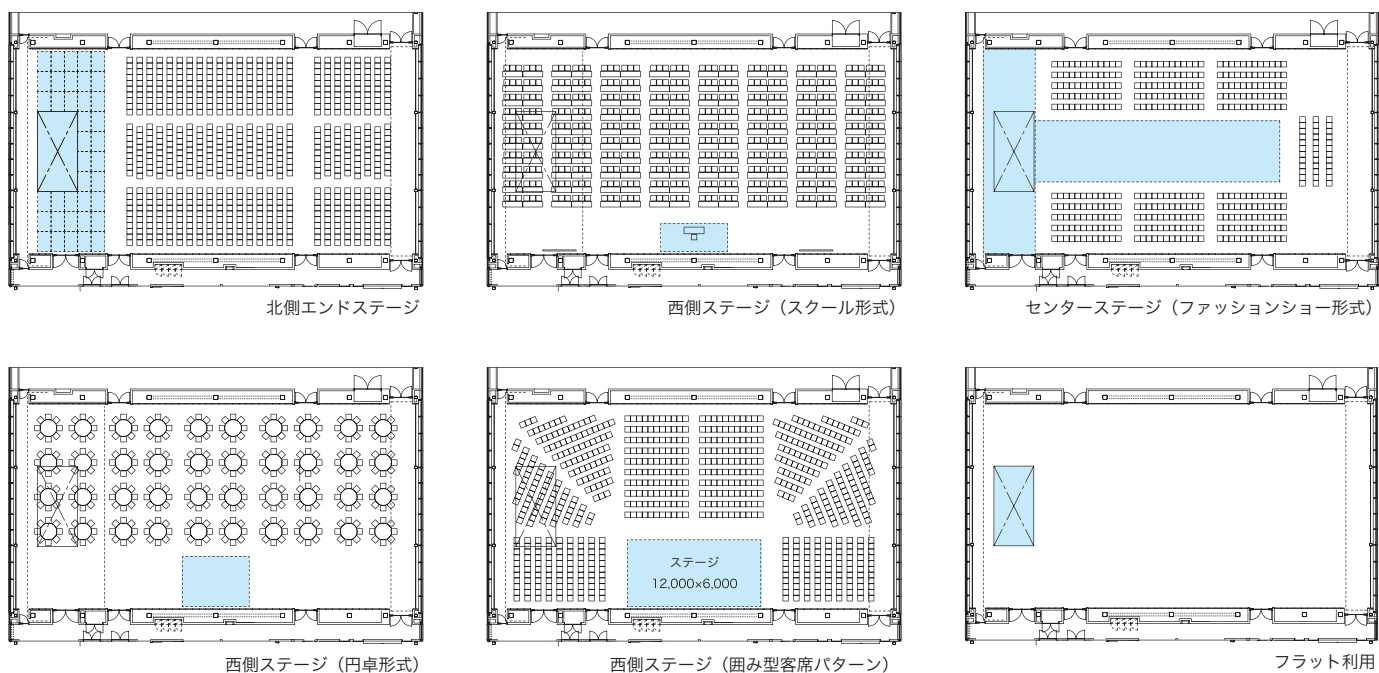 北側エンドステージ
西側ステージ（スクール形式）
センターステージ（ファッションショー形式）
ステージ
12,000×6,000
西側ステージ（円卓形式）
西側ステージ（囲み型客席パターン）
フラット利用